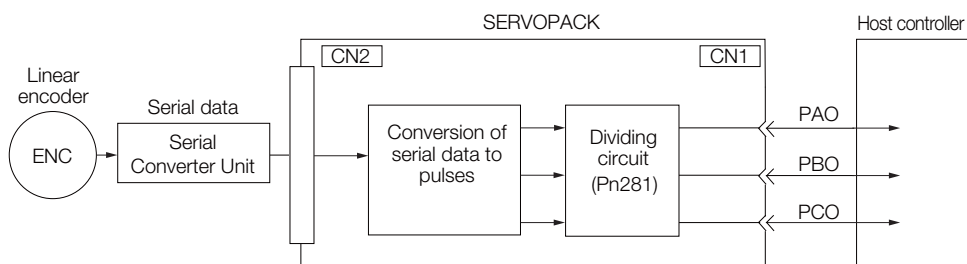 SERVOPACK
Host controller
CN2
CN1
Linear
encoder
Serial data
ENC
Serial
Converter Unit
Conversion of
serial data to
pulses
Dividing
circuit
(Pn281)
PAO
PBO
PCO